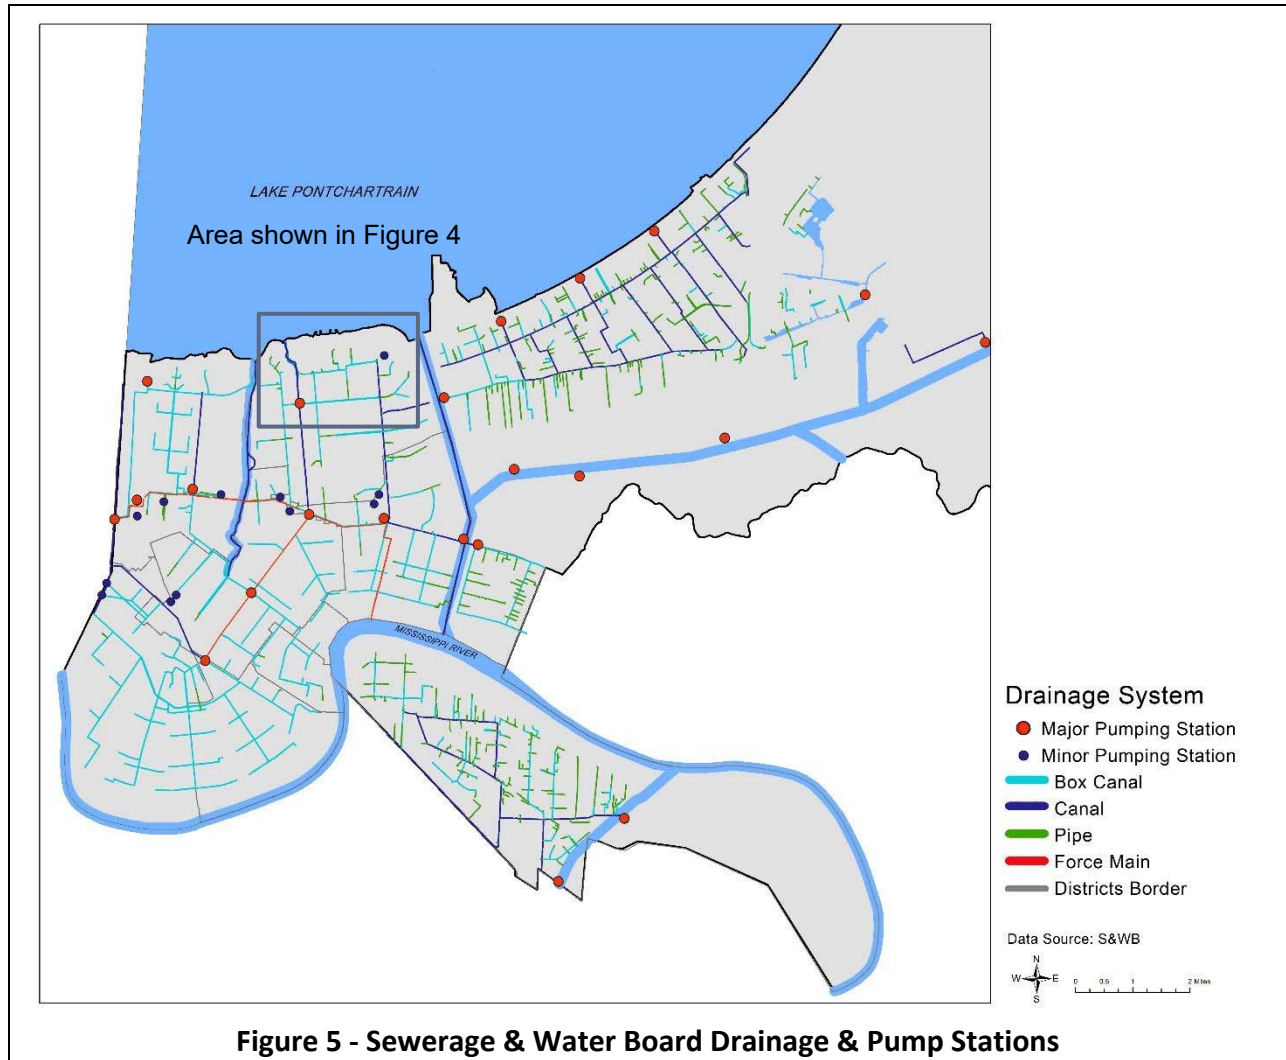 LAKE PONTCHARTRAIN
Area shown in Figure 4
MISSISSIPPI RIVER
Drainage System
Major Pumping Station
Minor Pumping Station
Box Canal
Canal
Pipe
Force Main
Districts Border
Data Source: S&WB
N
W E
S
0 0.5 1 2 Miles
Figure 5 - Sewerage & Water Board Drainage & Pump Stations